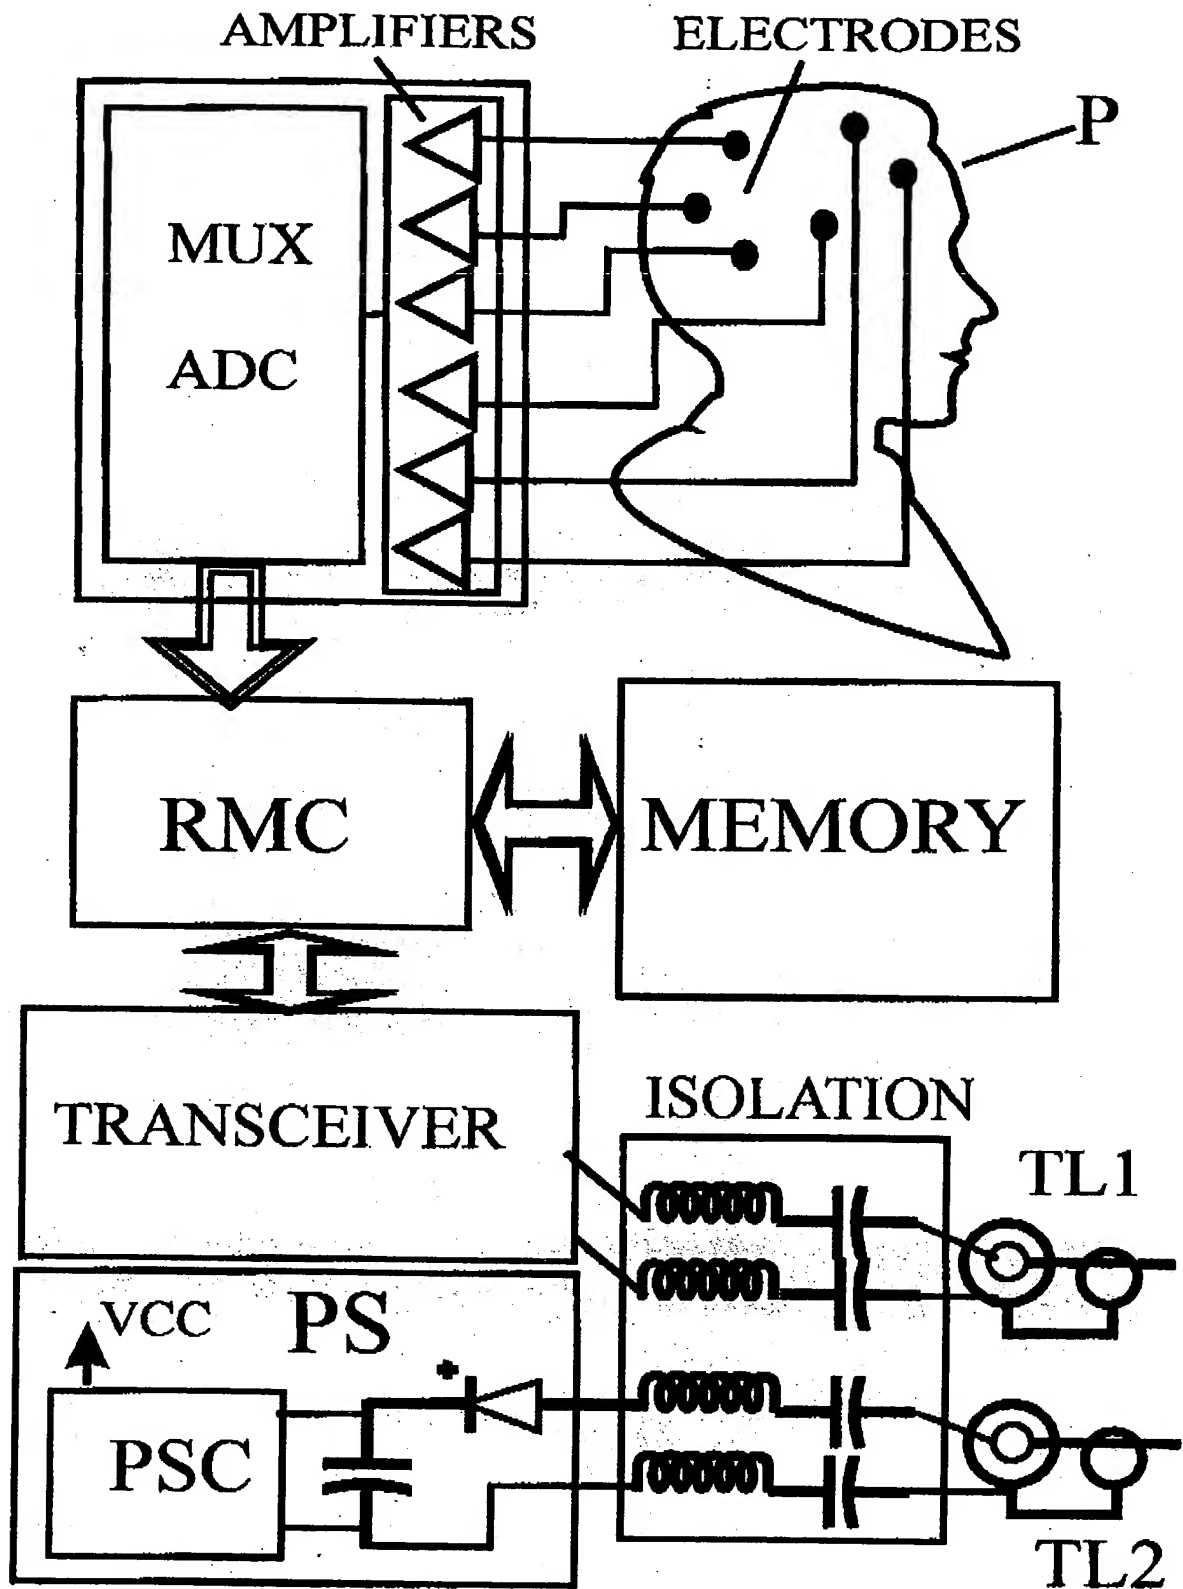 AMPLIFIERS
ELECTRODES
P
MUX
ADC
RMC
MEMORY
TRANSCEIVER
ISOLATION
TL1
VCC
PS
+
PSC
TL2